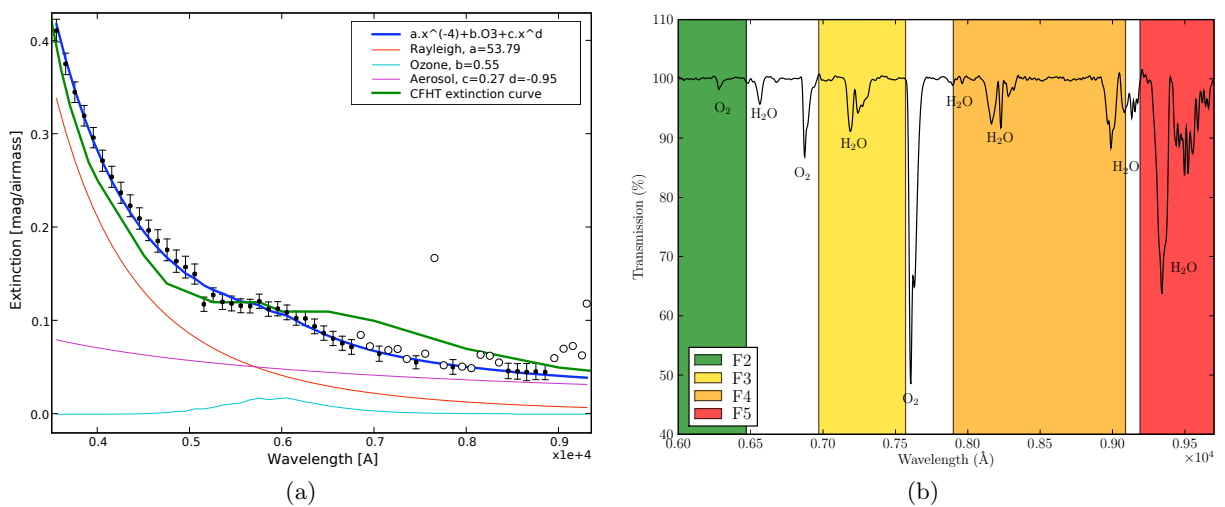 a.x^(-4)+b.O3+c.x^d
Rayleigh, a=53.79
Ozone, b=0.55
Aerosol, c=0.27 d=-0.95
CFHT extinction curve
Extinction [mag/airmass]
0.4
0.3
0.2
0.1
0.0
0.4 0.5 0.6 0.7 0.8 0.9
x1e+4
Wavelength [A]
(a)
Transmission (%)
110
100
90
80
70
60
50
40
O2
H2O
O2
H2O
O2
H2O
H2O
H2O
H2O
F2
F3
F4
F5
0.60 0.65 0.70 0.75 0.80 0.85 0.90 0.95
×10^4
Wavelength (Å)
(b)